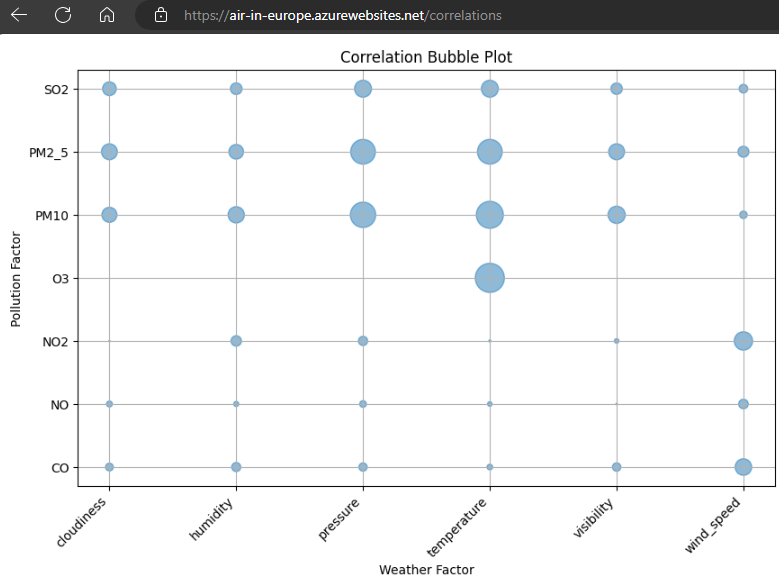 https://air-in-europe.azurewebsites.net/correlations
Correlation Bubble Plot
SO2
PM2_5
PM10
O3
NO2
NO
CO
Pollution Factor
cloudiness
humidity
pressure
temperature
visibility
wind_speed
Weather Factor